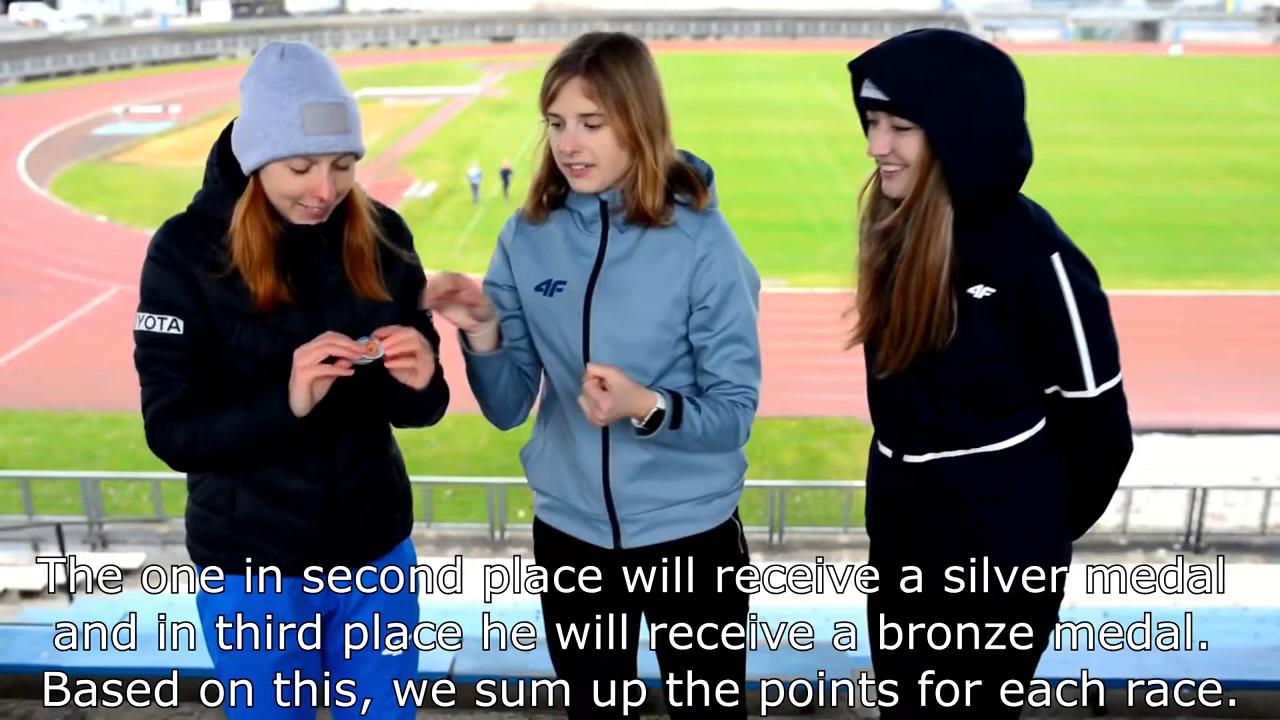 YOTA
4F
4F
The one in second place will receive a silver medal
and in third place he will receive a bronze medal.
Based on this, we sum up the points for each race.